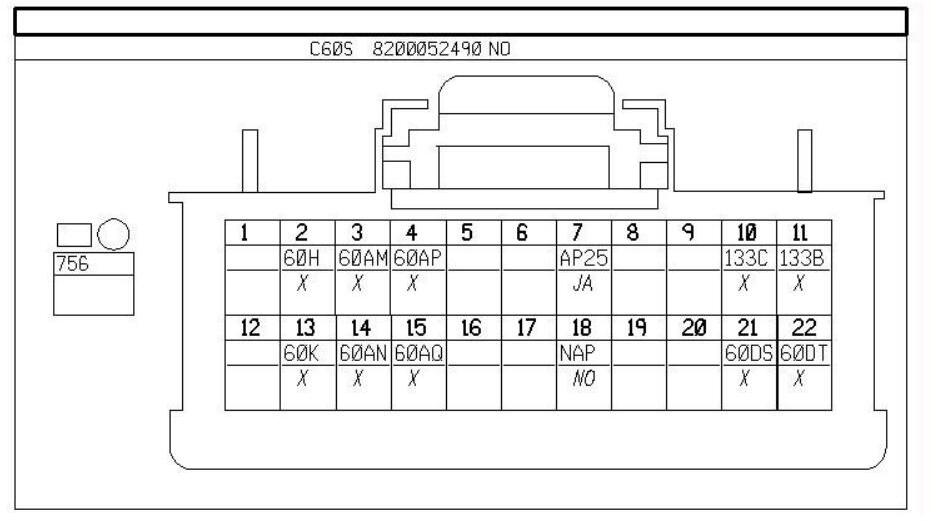 C60S 8200052490 NO
756
1 2 3 4 5 6 7 8 9 10 11
60H 60AM 60AP AP25 133C 133B
X X X JA X X
12 13 14 15 16 17 18 19 20 21 22
60K 60AN 60AQ NAP 60DS 60DT
X X X NO X X